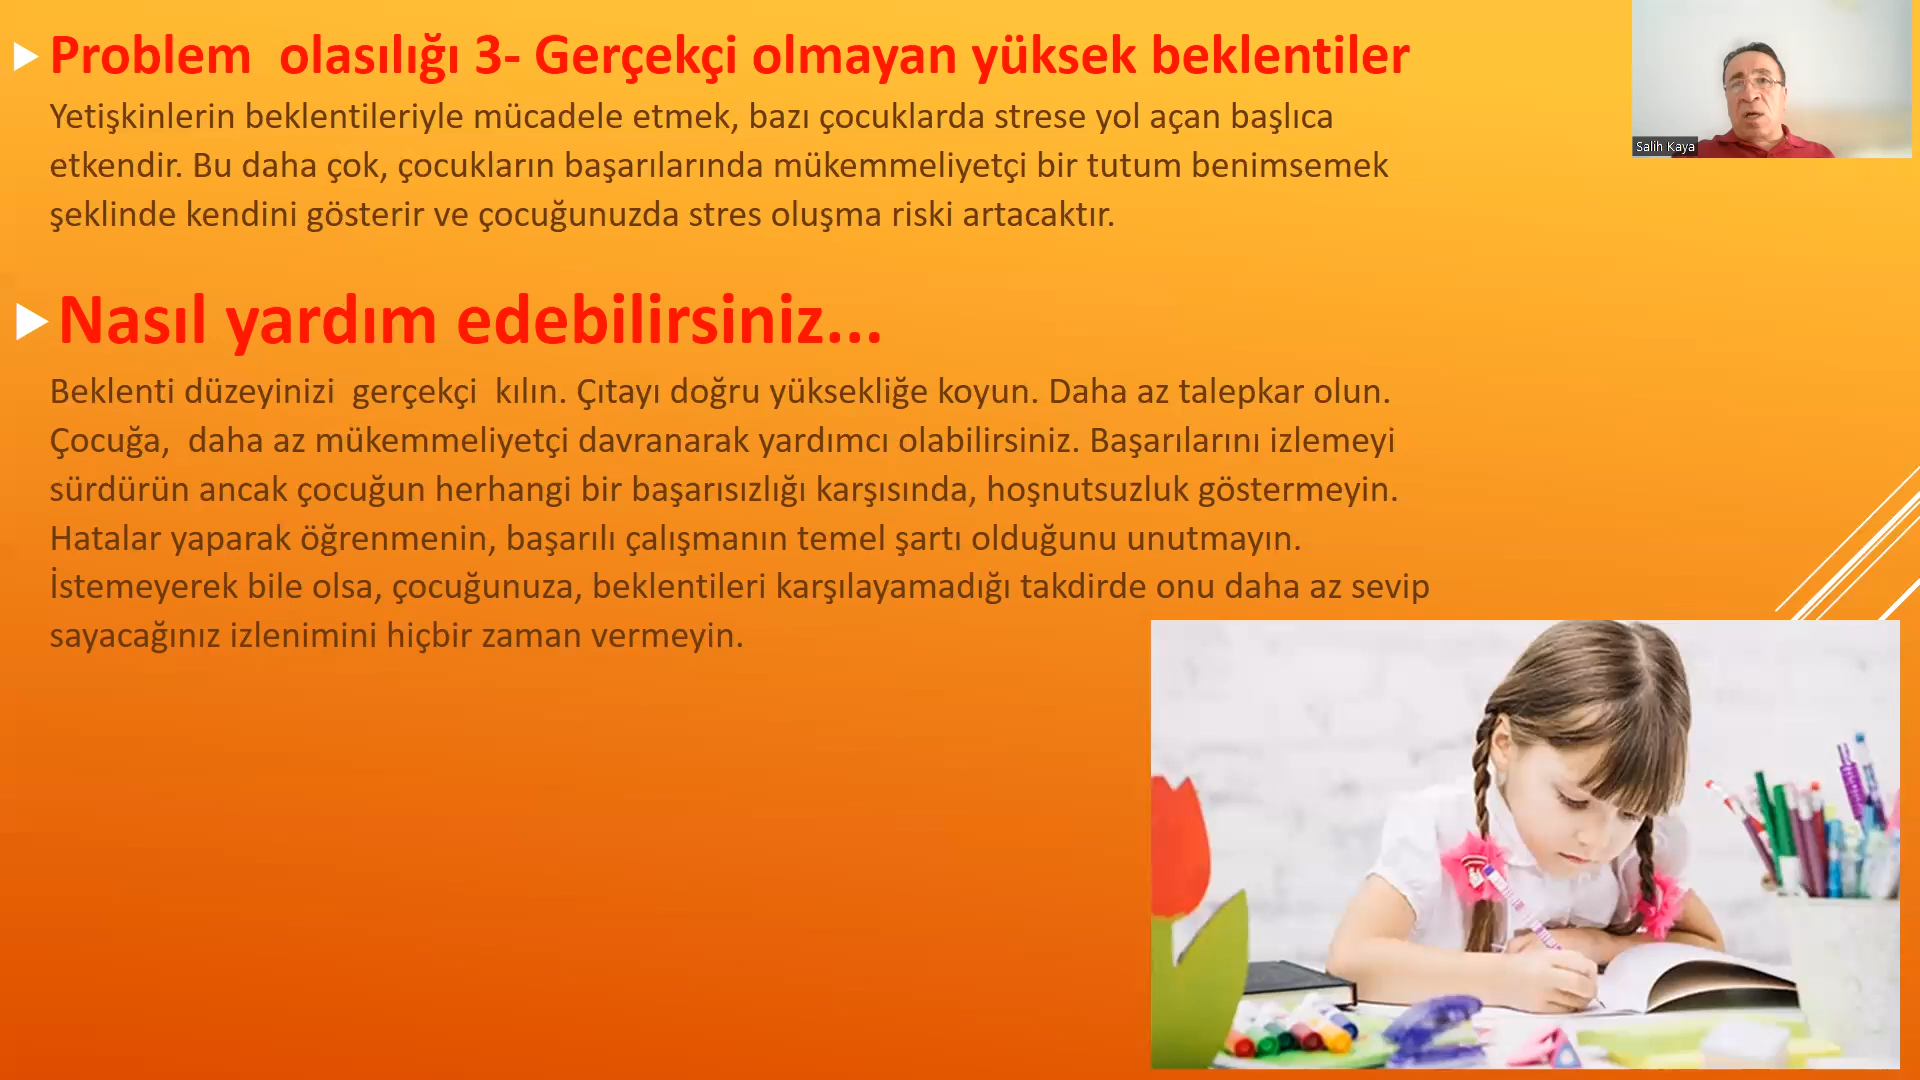 Problem  olasılığı 3- Gerçekçi olmayan yüksek beklentiler
Yetişkinlerin beklentileriyle mücadele etmek, bazı çocuklarda strese yol açan başlıca
etkendir. Bu daha çok, çocukların başarılarında mükemmeliyetçi bir tutum benimsemek
şeklinde kendini gösterir ve çocuğunuzda stres oluşma riski artacaktır.
Salih Kaya
Nasıl yardım edebilirsiniz...
Beklenti düzeyinizi  gerçekçi  kılın. Çıtayı doğru yüksekliğe koyun. Daha az talepkar olun.
Çocuğa,  daha az mükemmeliyetçi davranarak yardımcı olabilirsiniz. Başarılarını izlemeyi
sürdürün ancak çocuğun herhangi bir başarısızlığı karşısında, hoşnutsuzluk göstermeyin.
Hatalar yaparak öğrenmenin, başarılı çalışmanın temel şartı olduğunu unutmayın.
İstemeyerek bile olsa, çocuğunuza, beklentileri karşılayamadığı takdirde onu daha az sevip
sayacağınız izlenimini hiçbir zaman vermeyin.